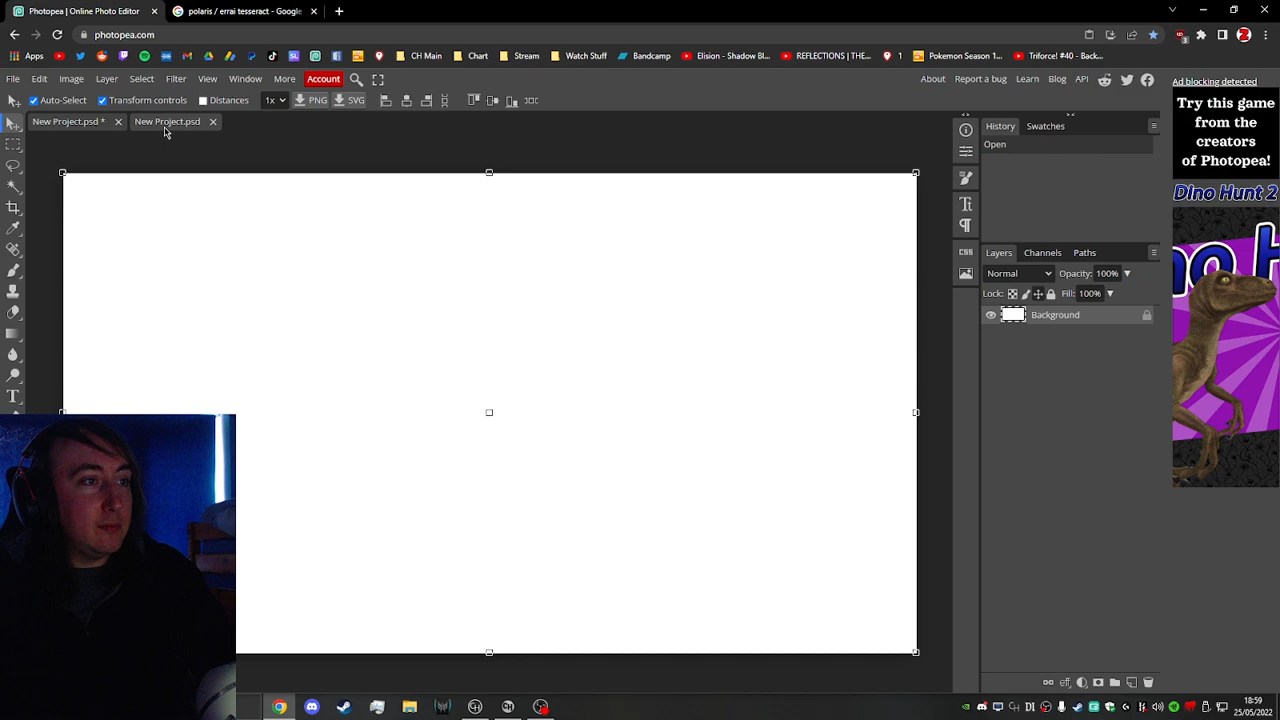 Photopea | Online Photo Editor
polaris / errai tesseract - Google
photopea.com
Apps
CH Main
Chart
Stream
Watch Stuff
Bandcamp
Elision - Shadow Bl...
REFLECTIONS | THE...
1
Pokemon Season 1...
Triforce! #40 - Back...
File Edit Image Layer Select Filter View Window More Account
About Report a bug Learn Blog API
Auto-Select Transform controls Distances 1x PNG SVG
New Project.psd *
New Project.psd
History Swatches
Open
Layers Channels Paths
Normal Opacity: 100%
Lock: Fill: 100%
Background
Tt
¶
CSS
T
Ad blocking detected
Try this game
from the
creators
of Photopea!
Dino Hunt 2
18:59
25/05/2022